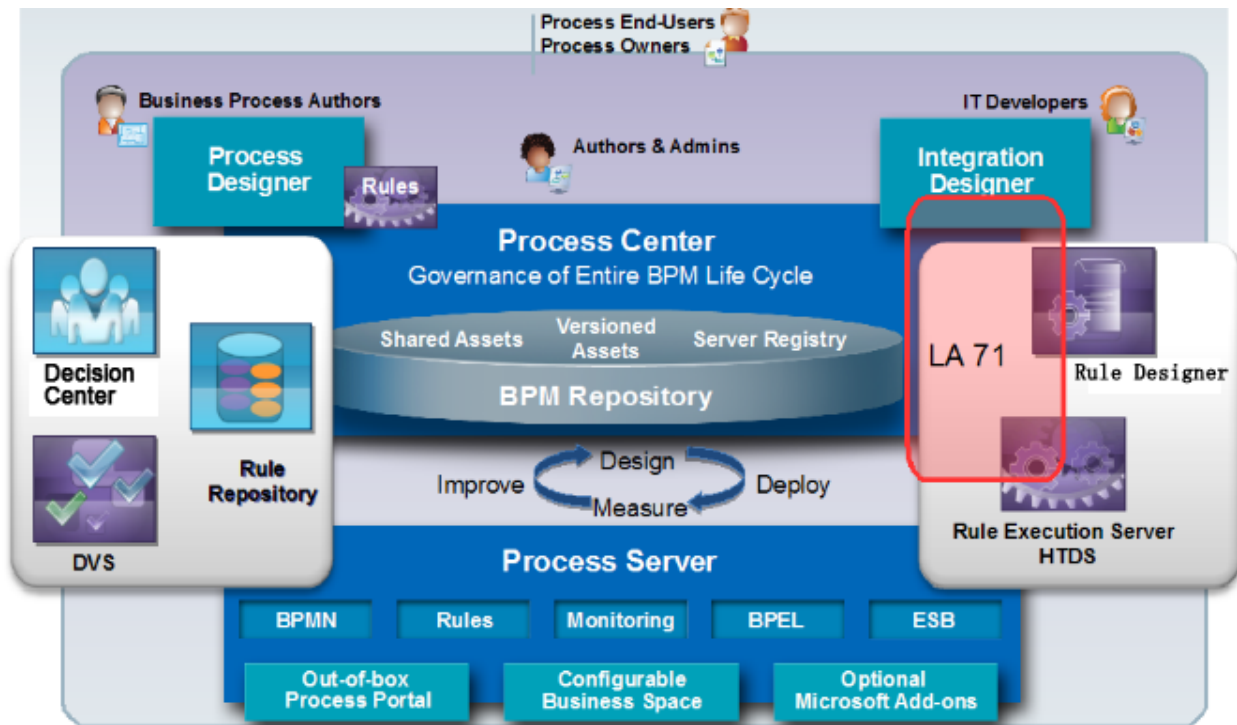 Process End-Users
Process Owners
Business Process Authors
IT Developers
Process
Designer
Rules
Authors & Admins
Integration
Designer
Process Center
Governance of Entire BPM Life Cycle
Shared Assets
Versioned
Assets
Server Registry
BPM Repository
Decision
Center
Rule
Repository
DVS
LA 71
Rule Designer
Rule Execution Server
HTDS
Improve
Design
Measure
Deploy
Process Server
BPMN
Rules
Monitoring
BPEL
ESB
Out-of-box
Process Portal
Configurable
Business Space
Optional
Microsoft Add-ons